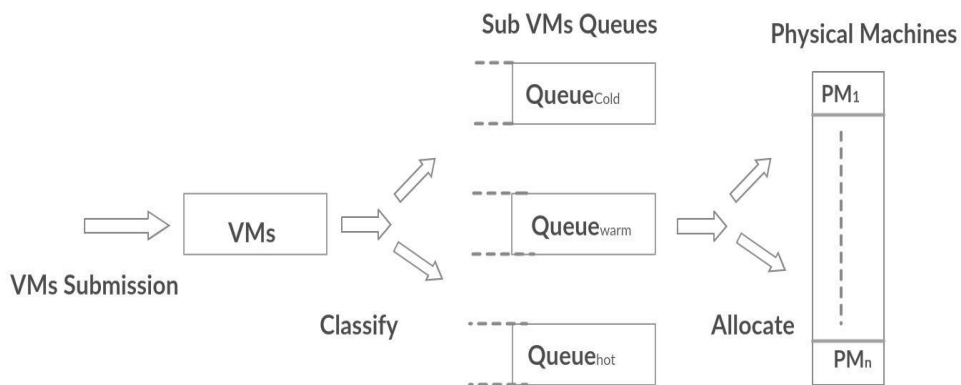 Sub VMs Queues
Physical Machines
QueueCold
PM1
VMs
Queuewarm
VMs Submission
Classify
Allocate
Queuehot
PMn